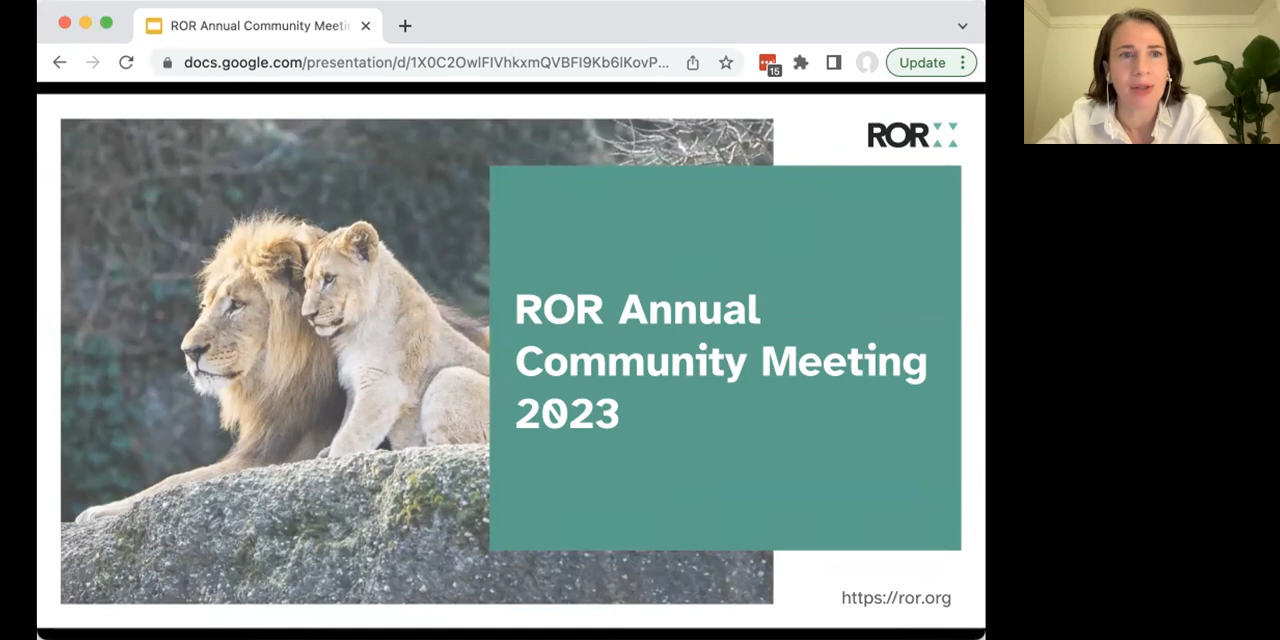 ROR Annual Community Meetin
docs.google.com/presentation/d/1X0C2OwlFIVhkxmQVBFI9Kb6lKovP...
15
Update
ROR
ROR Annual
Community Meeting
2023
https://ror.org